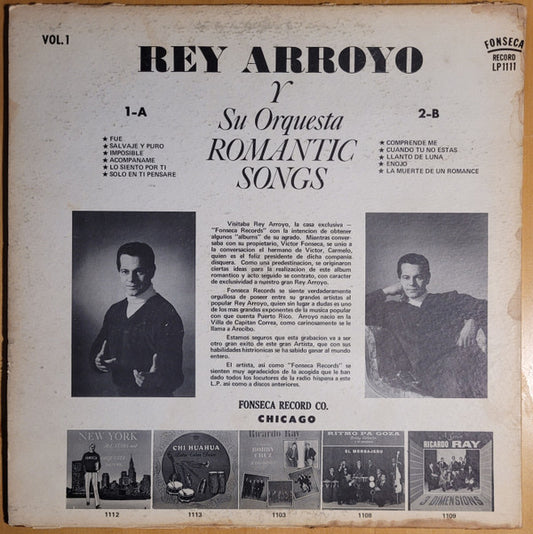 VOL.1
REY ARROYO
FONSECA
RECORD
LP1111
Y
Su Orquesta
ROMANTIC
SONGS
1-A
★ FUE
★ SALVAJE Y PURO
★ IMPOSIBLE
★ ACOMPANAME
★ LO SIENTO POR TI
★ SOLO EN TI PENSARE
2-B
★ COMPRENDE ME
★ CUANDO TU NO ESTAS
★ LLANTO DE LUNA
★ ENOJO
★ LA MUERTE DE UN ROMANCE
Visitaba Rey Arroyo, la casa exclusiva —
"Fonseca Records" con la intencion de obtener
algunos "albums" de su agrado. Mientras conver-
saba con su propietario, Victor Fonseca, se unio a
la conversation el hermano de Victor, Carmelo,
quien es el feliz presidente de dicha compania
disquera. Como una predestinacion, se originaron
ciertas ideas para la realizacion de este album
romantico y acto seguido se contrato, con caracter
de exclusividad a nuestro gran Rey Arroyo.
Fonseca Records se siente verdaderamente
orgullosa de poseer entre su grandes artistas al
popular Rey Arroyo, quien sin lugar a dudas es uno
de los mas grandes exponentes de la musica popular
con que cuenta Puerto Rico. Arroyo nacio en la
Villa de Capitan Correa, como carinosamente se le
llama a Arecibo.
Estamos seguros que esta grabación va a ser
otro gran exito de este gran Artista, que con sus
habilidades histrionicas se ha sabido ganar al mundo
entero.
El artista, asi como "Fonseca Records" se
sienten muy agradecidos de la acogida que le han
dado todos los locutores de la radio hispana a este
L.P. asi como a discos anteriores.
FONSECA RECORD CO.
CHICAGO
NEW YORK
CHI HUAHUA
Ricardo Ray
BOBBY
CRUZ
RITMO PA GOZA
EL MENSAJERO
RICARDO RAY
3 DIMENSIONS
1112
1113
1103
1108
1109